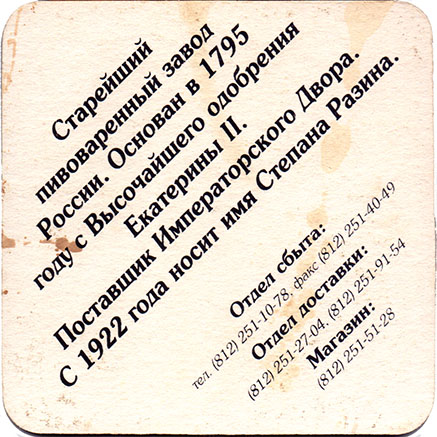 Старейший
пивоваренный завод
России. Основан в 1795
году с Высочайшего одобрения
Екатерины II.
Поставщик Императорского Двора.
С 1922 года носит имя Степана Разина.
Отдел сбыта:
тел. (812) 251-10-78, факс (812) 251-40-49
Отдел доставки:
(812) 251-27-04, (812) 251-91-54
Магазин:
(812) 251-51-28